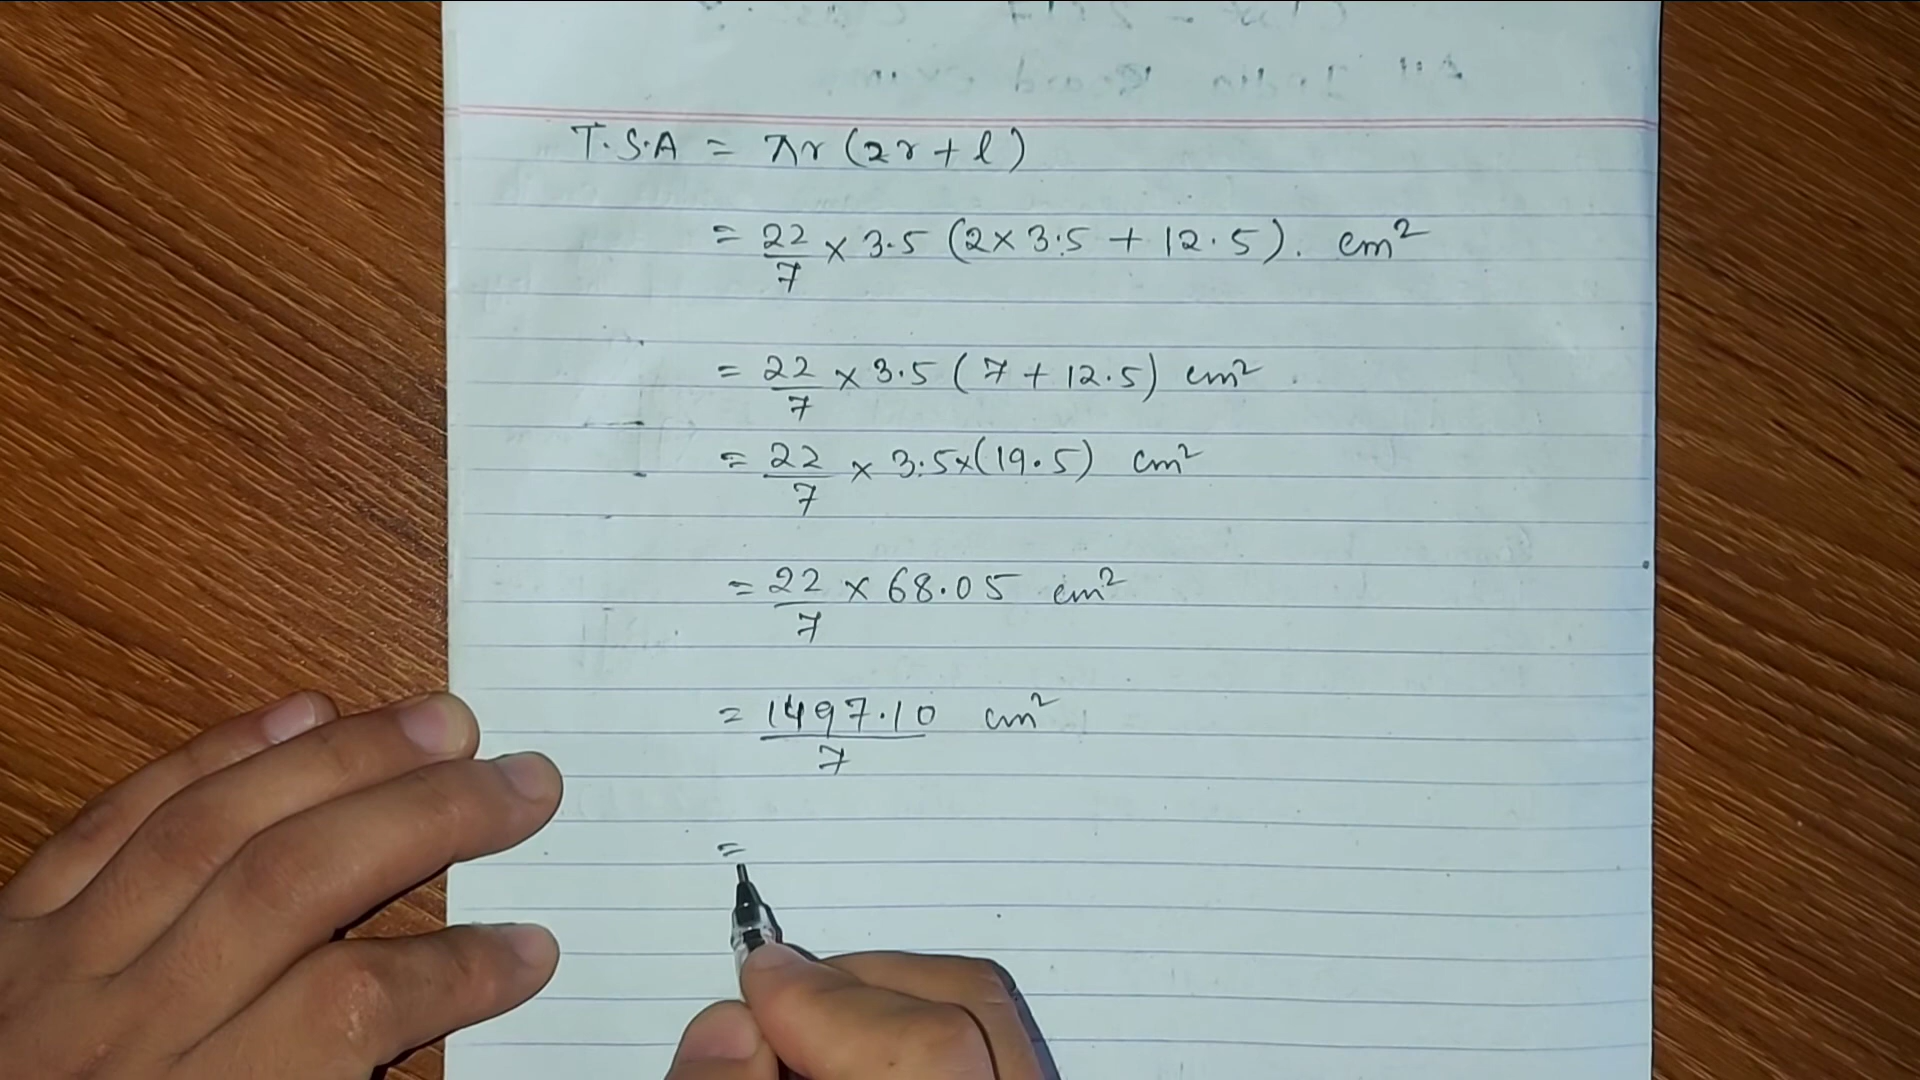 T.S.A = πr (2r + l)
= 22/7 × 3.5 (2 × 3.5 + 12.5). cm²
= 22/7 × 3.5 (7 + 12.5) cm²
= 22/7 × 3.5 × (19.5) cm²
= 22/7 × 68.05 cm²
= 1497.10/7 cm²
=